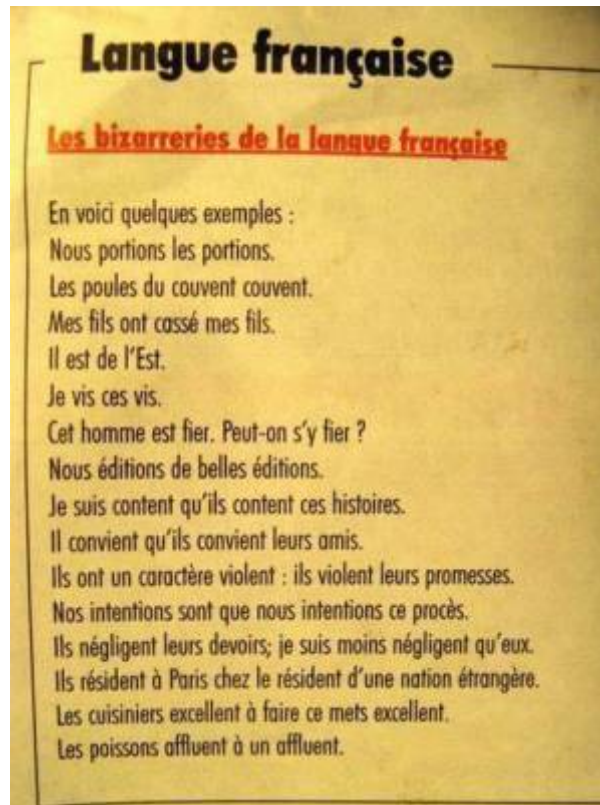 Langue française
Les bizarreries de la langue française
En voici quelques exemples :
Nous portions les portions.
Les poules du couvent couvent.
Mes fils ont cassé mes fils.
Il est de l'Est.
Je vis ces vis.
Cet homme est fier. Peut-on s'y fier ?
Nous éditions de belles éditions.
Je suis content qu'ils content ces histoires.
Il convient qu'ils convient leurs amis.
Ils ont un caractère violent : ils violent leurs promesses.
Nos intentions sont que nous intentions ce procès.
Ils négligent leurs devoirs; je suis moins négligent qu'eux.
Ils résident à Paris chez le résident d'une nation étrangère.
Les cuisiniers excellent à faire ce mets excellent.
Les poissons affluent à un affluent.